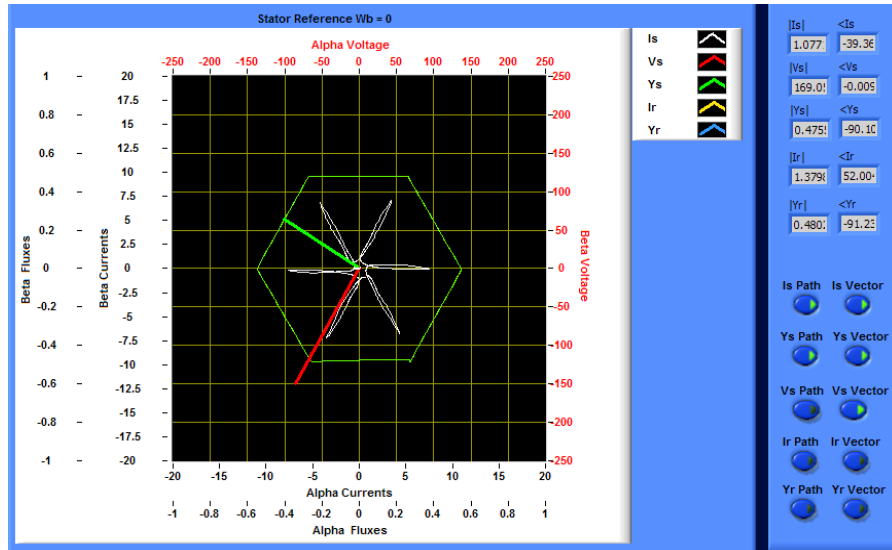 Stator Reference Wb = 0
Alpha Voltage
-250 -200 -150 -100 -50 0 50 100 150 200 250
1 0.8 0.6 0.4 0.2 0 -0.2 -0.4 -0.6 -0.8 -1
Beta Fluxes
20 17.5 15 12.5 10 7.5 5 2.5 0 -2.5 -5 -7.5 -10 -12.5 -15 -17.5 -20
Beta Currents
250 200 150 100 50 0 -50 -100 -150 -200 -250
Beta Voltage
-20 -15 -10 -5 0 5 10 15 20
Alpha Currents
-1 -0.8 -0.6 -0.4 -0.2 0 0.2 0.4 0.6 0.8 1
Alpha Fluxes
Is
Vs
Ys
Ir
Yr
|Is| <Is
1.077 -39.36
|Vs| <Vs
169.0 -0.009
|Ys| <Ys
0.475 -90.10
|Ir| <Ir
1.379 52.00
|Yr| <Yr
0.480 -91.23
Is Path Is Vector
Ys Path Ys Vector
Vs Path Vs Vector
Ir Path Ir Vector
Yr Path Yr Vector